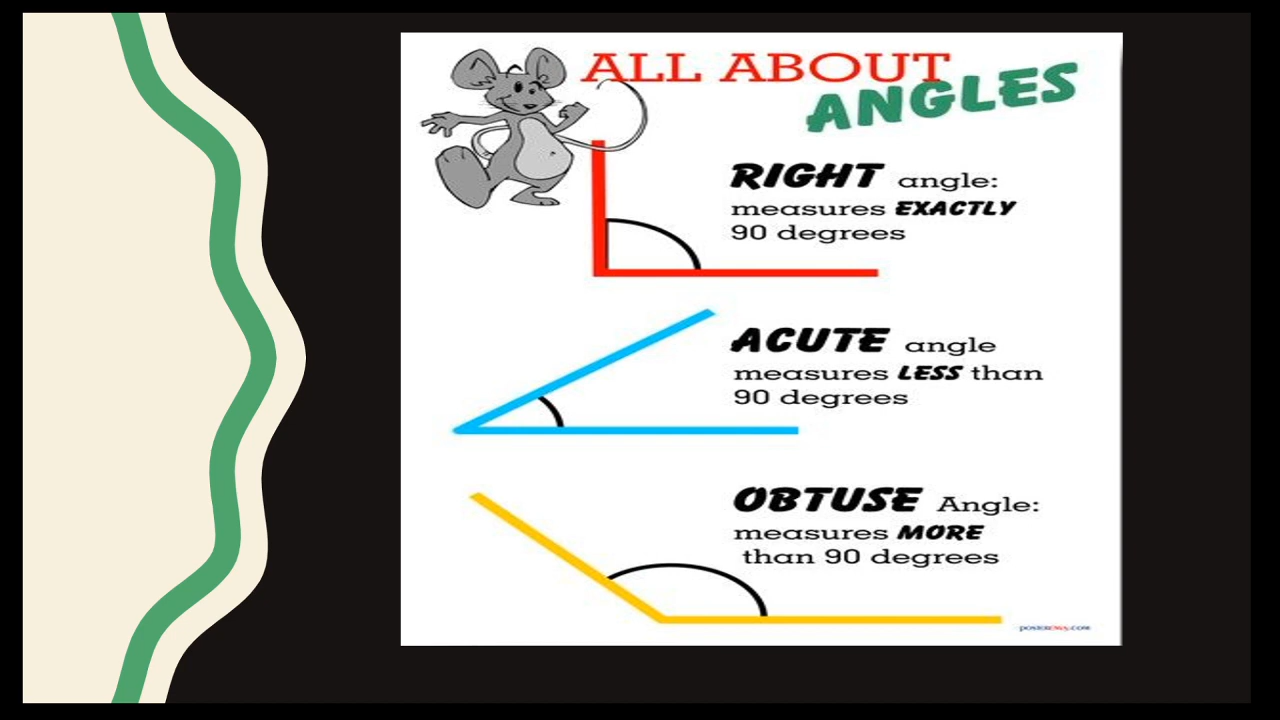 ALL ABOUT
ANGLES
RIGHT angle:
measures EXACTLY
90 degrees
ACUTE angle
measures LESS than
90 degrees
OBTUSE Angle:
measures MORE
than 90 degrees